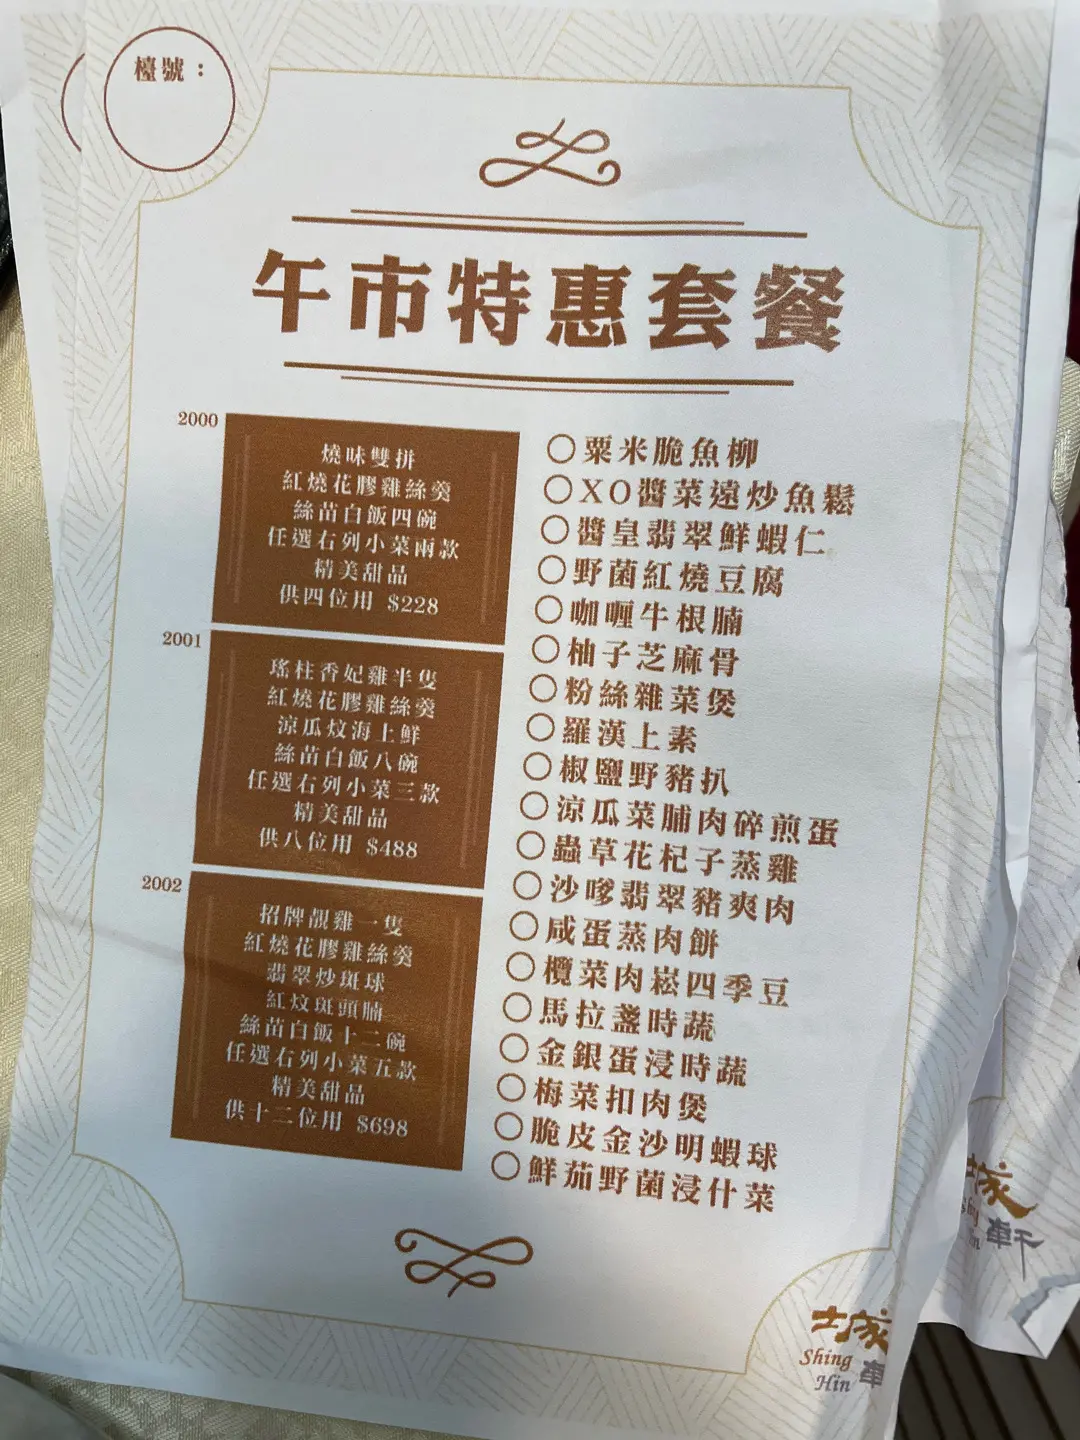 檯號：
午市特惠套餐
2000
燒味雙拼
紅燒花膠雞絲羹
絲苗白飯四碗
任選右列小菜兩款
精美甜品
供四位用 $228
2001
瑤柱香妃雞半隻
紅燒花膠雞絲羹
涼瓜炆海上鮮
絲苗白飯八碗
任選右列小菜三款
精美甜品
供八位用 $488
2002
招牌靚雞一隻
紅燒花膠雞絲羹
翡翠炒斑球
紅炆斑頭腩
絲苗白飯十二碗
任選右列小菜五款
精美甜品
供十二位用 $698
粟米脆魚柳
XO醬菜遠炒魚鬆
醬皇翡翠鮮蝦仁
野菌紅燒豆腐
咖喱牛根腩
柚子芝麻骨
粉絲雜菜煲
羅漢上素
椒鹽野豬扒
涼瓜菜脯肉碎煎蛋
蟲草花杞子蒸雞
沙嗲翡翠豬爽肉
咸蛋蒸肉餅
欖菜肉崧四季豆
馬拉盞時蔬
金銀蛋浸時蔬
梅菜扣肉煲
脆皮金沙明蝦球
鮮茄野菌浸什菜
城軒
Shing
Hin
城
軒